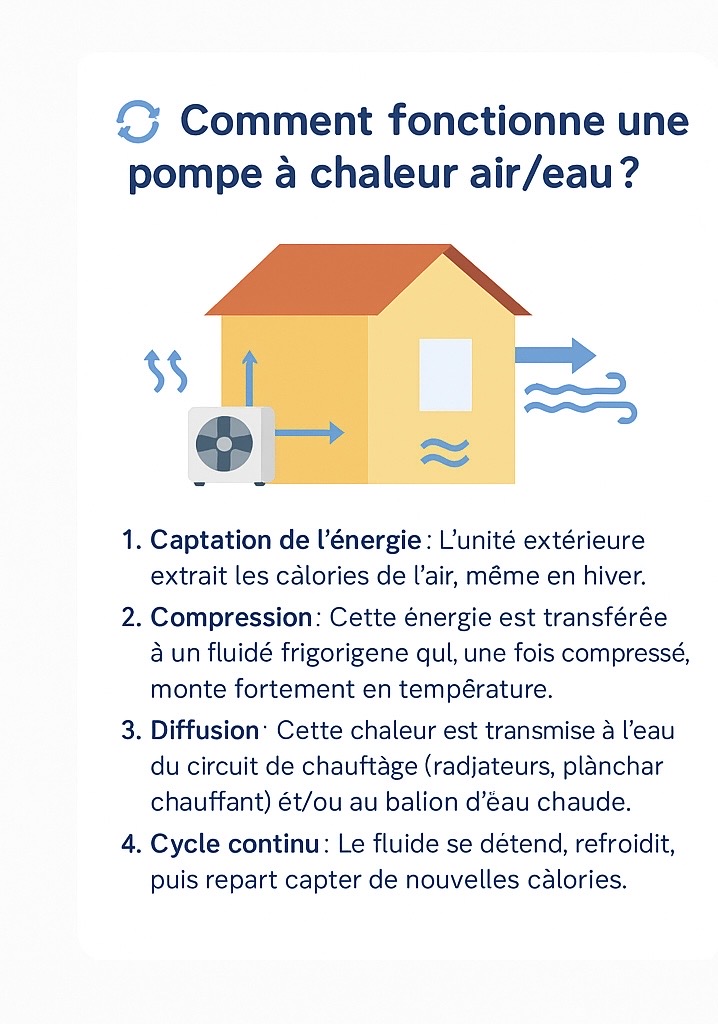 Comment fonctionne une
pompe à chaleur air/eau ?
1. Captation de l’énergie : L’unité extérieure
extrait les càlories de l’air, même en hiver.
2. Compression : Cette énergie est transférêe
à un fluidé frigorigene qul, une fois compressé,
monte fortement en tempêrature.
3. Diffusion· Cette chaleur est transmise à l’eau
du circuit de chauftàge (radjateurs, plànchar
chauffant) ét/ou au balion d’êau chaude.
4. Cycle continu : Le fluide se détend, refroidit,
puis repart capter de nouvelles càlories.